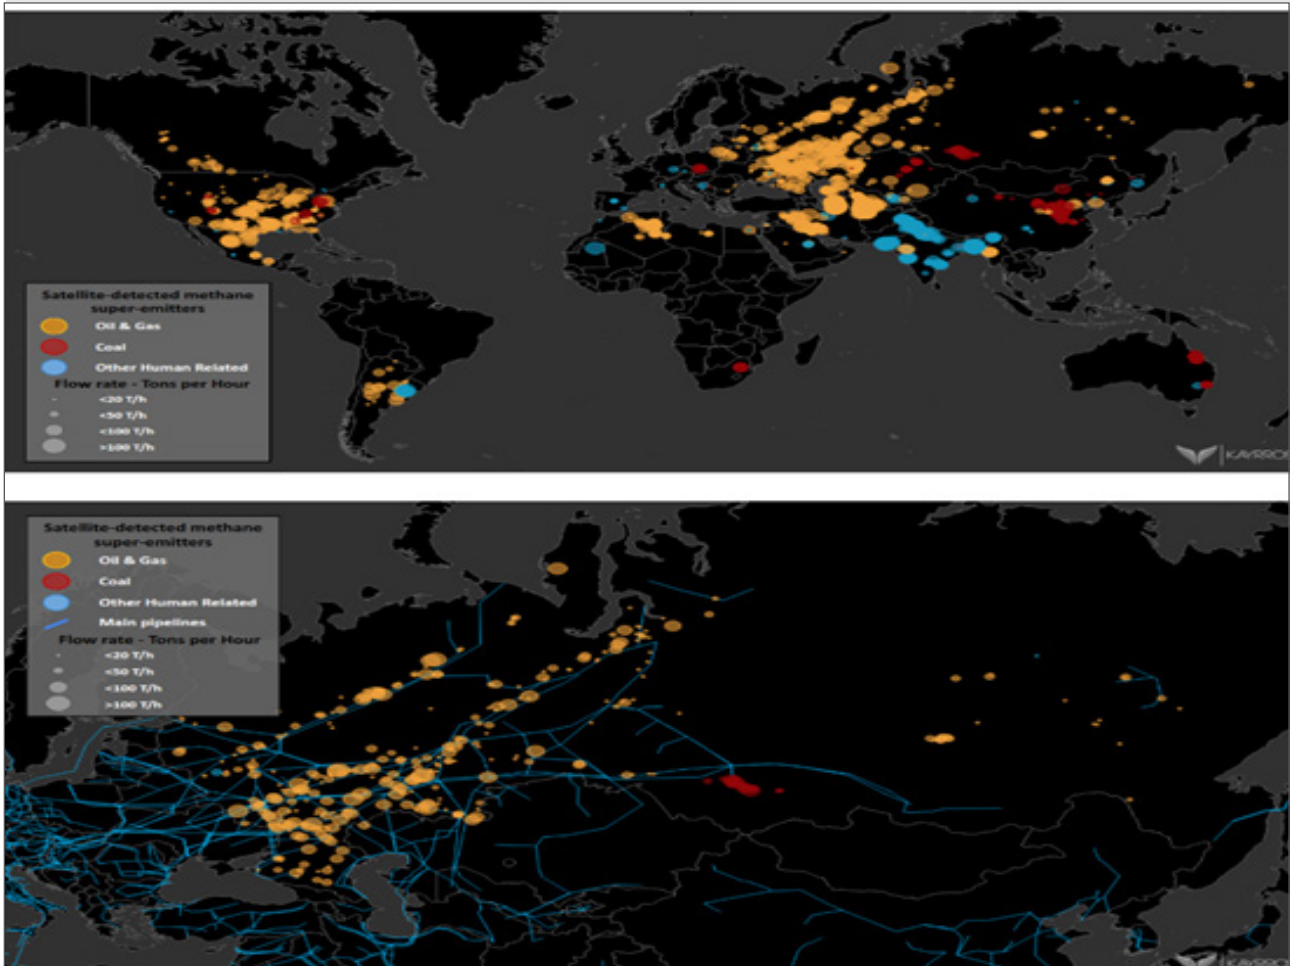 Satellite-detected methane
super-emitters
Oil & Gas
Coal
Other Human Related
Flow rate - Tons per Hour
<20 T/h
<50 T/h
<100 T/h
>100 T/h
KAYRROS
Satellite-detected methane
super-emitters
Oil & Gas
Coal
Other Human Related
Main pipelines
Flow rate - Tons per Hour
<20 T/h
<50 T/h
<100 T/h
>100 T/h
KAYRROS